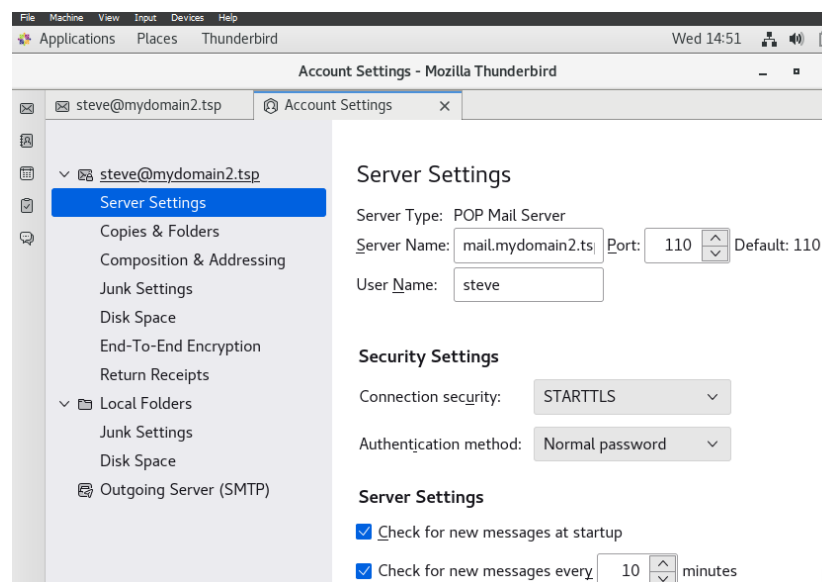 File Machine View Input Devices Help
Applications Places Thunderbird Wed 14:51
Account Settings - Mozilla Thunderbird
steve@mydomain2.tsp Account Settings
steve@mydomain2.tsp
Server Settings
Copies & Folders
Composition & Addressing
Junk Settings
Disk Space
End-To-End Encryption
Return Receipts
Local Folders
Junk Settings
Disk Space
Outgoing Server (SMTP)
Server Settings
Server Type: POP Mail Server
Server Name: mail.mydomain2.ts Port: 110 Default: 110
User Name: steve
Security Settings
Connection security: STARTTLS
Authentication method: Normal password
Server Settings
Check for new messages at startup
Check for new messages every 10 minutes